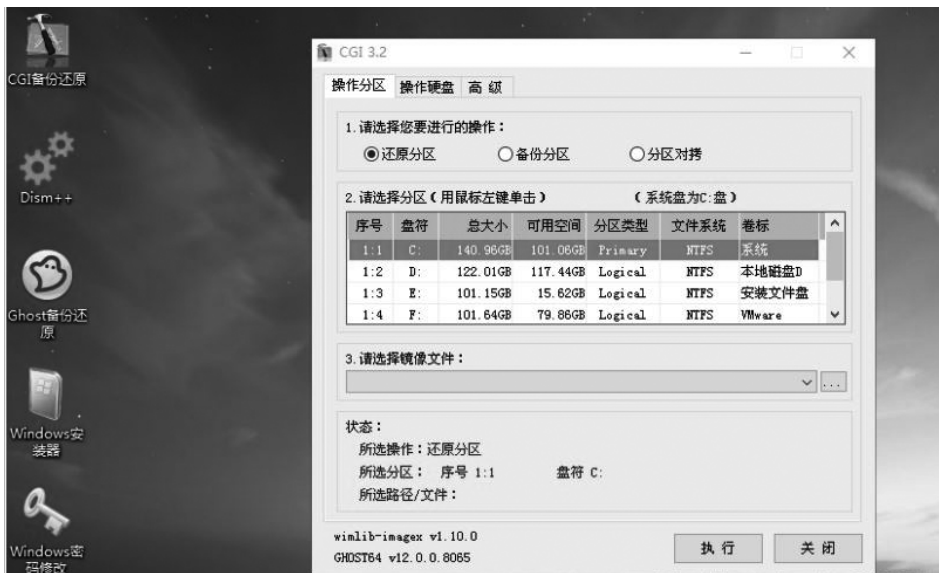 CGI备份还原
Dism++
Ghost备份还
原
Windows安
装器
Windows密
码修改
CGI 3.2
操作分区 操作硬盘 高 级
1.请选择您要进行的操作：
还原分区 备份分区 分区对拷
2.请选择分区(用鼠标左键单击) (系统盘为C:盘)
序号 盘符 总大小 可用空间 分区类型 文件系统 卷标
1:1 C: 140.96GB 101.06GB Primary NTFS 系统
1:2 D: 122.01GB 117.44GB Logical NTFS 本地磁盘D
1:3 E: 101.15GB 15.62GB Logical NTFS 安装文件盘
1:4 F: 101.64GB 79.86GB Logical NTFS VMware
3.请选择镜像文件：
...
状态：
所选操作：还原分区
所选分区： 序号 1:1 盘符 C:
所选路径/文件：
wimlib-imagex v1.10.0
GHOST64 v12.0.0.8065
执 行 关 闭